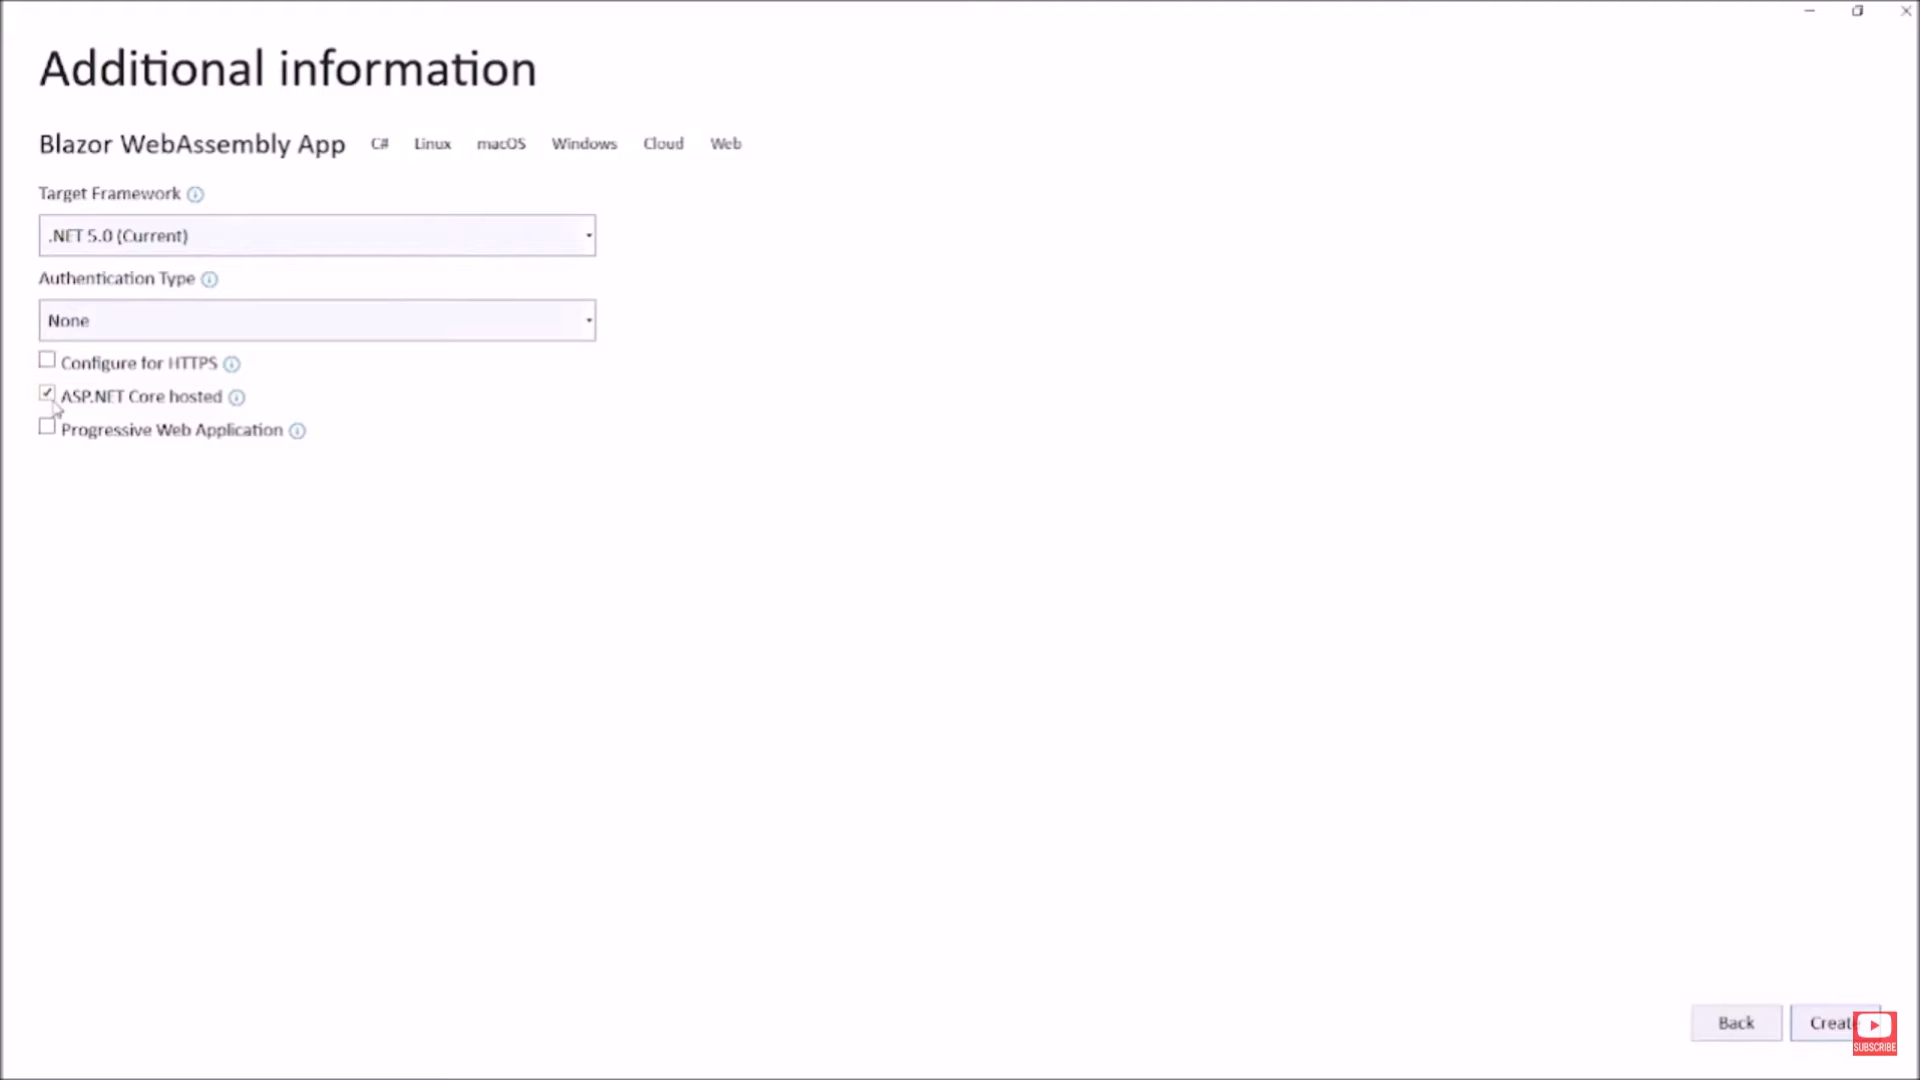 Additional information
Blazor WebAssembly App C# Linux macOS Windows Cloud Web
Target Framework
.NET 5.0 (Current)
Authentication Type
None
Configure for HTTPS
ASP.NET Core hosted
Progressive Web Application
Back Creat
SUBSCRIBE